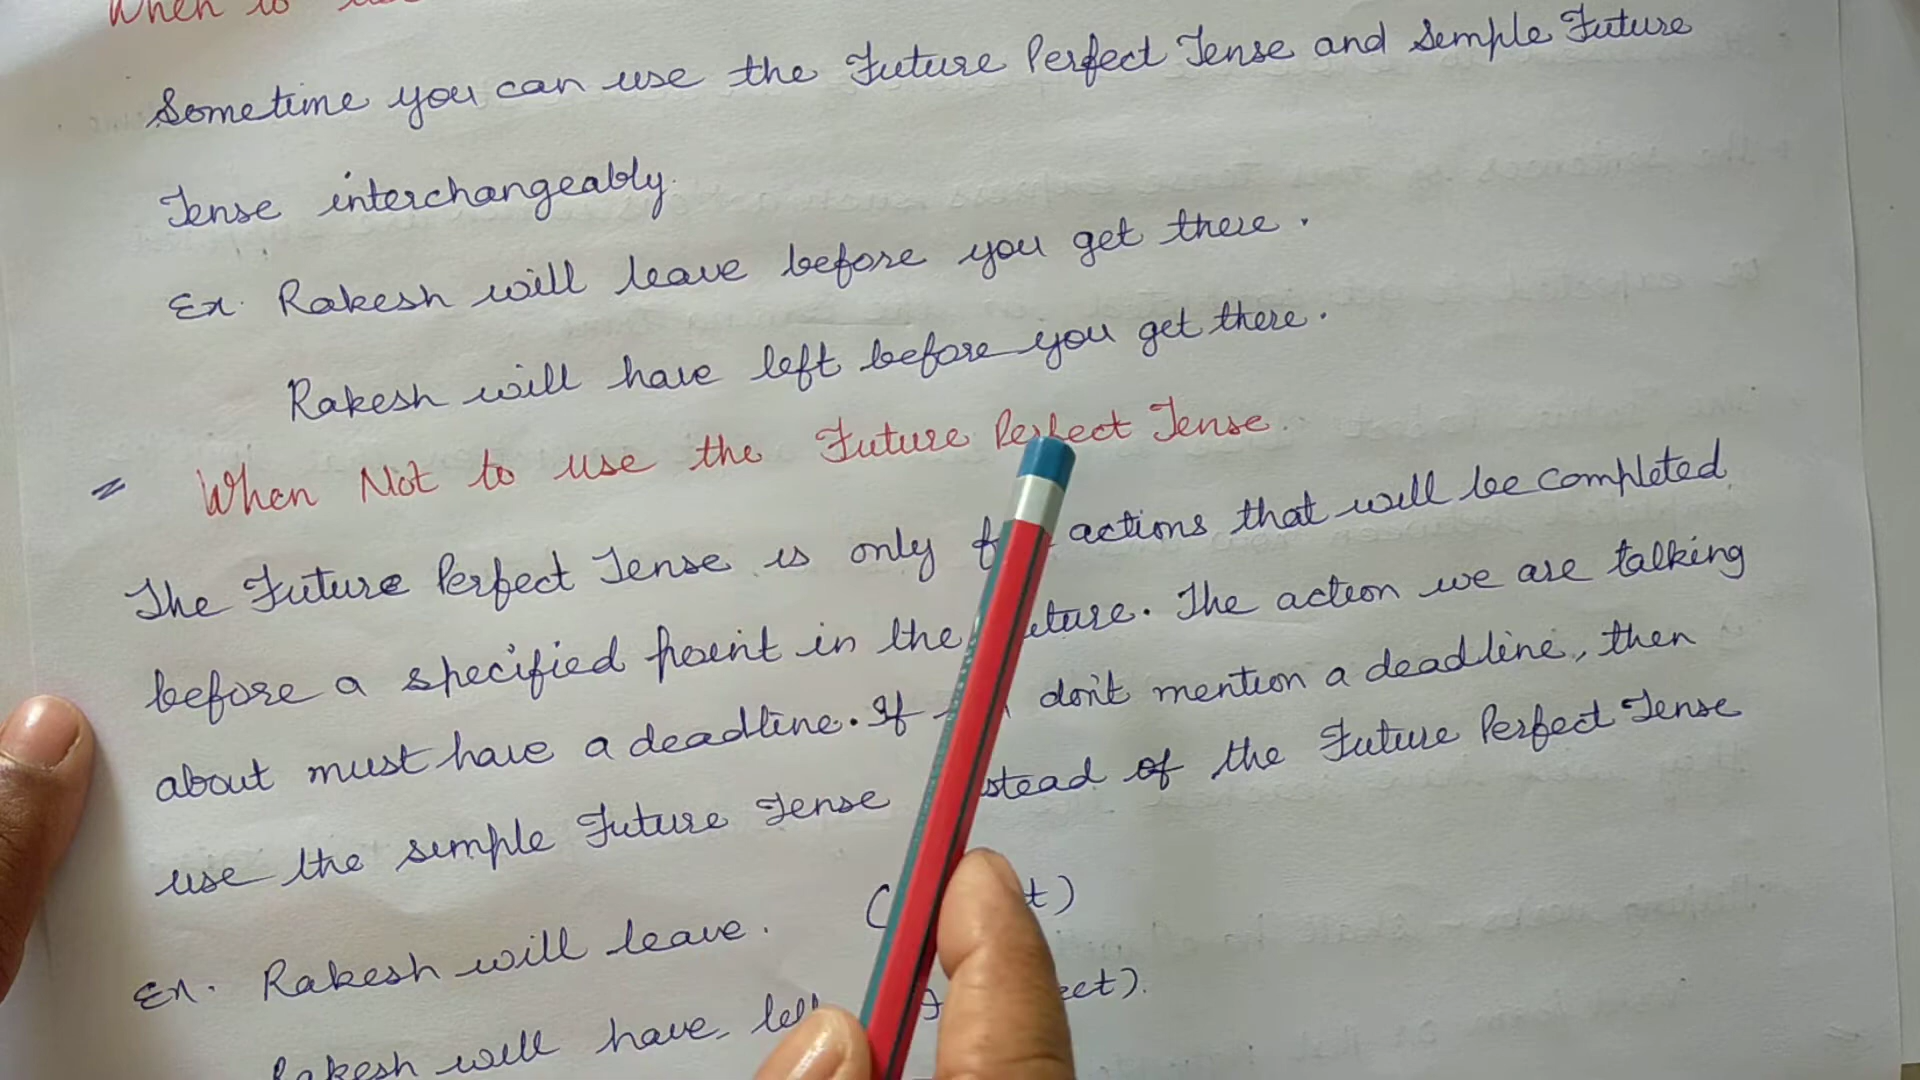 When to
Sometime you can use the Future Perfect Tense and Simple Future
Tense interchangeably.
Ex. Rakesh will leave before you get there.
Rakesh will have left before you get there.
= When Not to use the Future Perfect Tense
The Future Perfect Tense is only actions that will be completed
before a specified point in the future. The action we are talking
about must have a deadline. If don't mention a deadline, then
use the simple Future Tense instead of the Future Perfect Tense
Ex. Rakesh will leave.
Rakesh will have